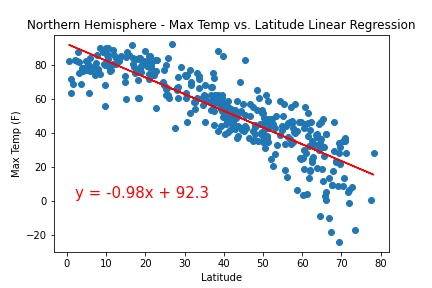 Northern Hemisphere - Max Temp vs. Latitude Linear Regression
Max Temp (F)
80
60
40
20
0
−20
y = -0.98x + 92.3
0 10 20 30 40 50 60 70 80
Latitude